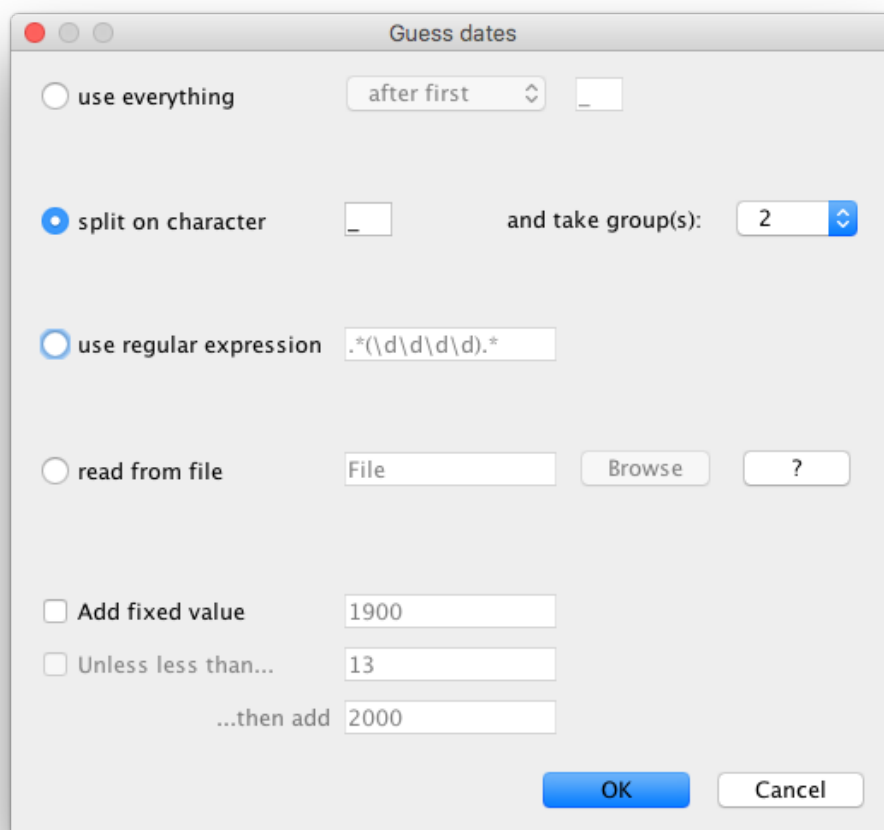 Guess dates
use everything after first _
split on character _ and take group(s): 2
use regular expression .*(\d\d\d\d).*
read from file File Browse ?
Add fixed value 1900
Unless less than... 13
...then add 2000
OK Cancel